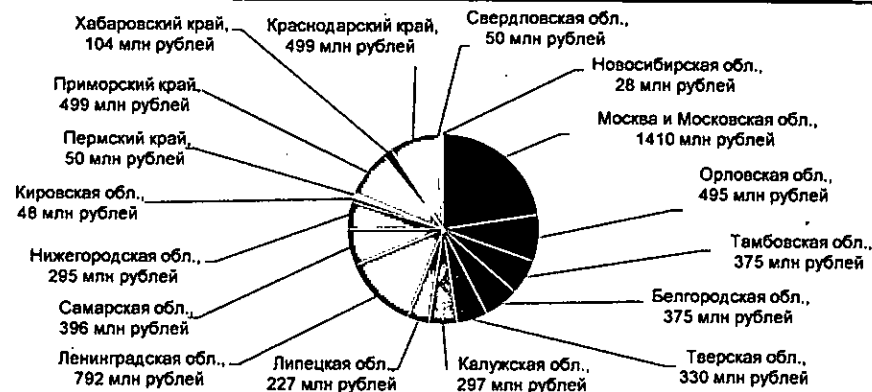 Хабаровский край,
104 млн рублей
Краснодарский край,
499 млн рублей
Свердловская обл.,
50 млн рублей
Новосибирская обл.,
28 млн рублей
Москва и Московская обл.,
1410 млн рублей
Орловская обл.,
495 млн рублей
Тамбовская обл.,
375 млн рублей
Белгородская обл.,
375 млн рублей
Тверская обл.,
330 млн рублей
Калужская обл.,
297 млн рублей
Липецкая обл.,
227 млн рублей
Ленинградская обл.,
792 млн рублей
Самарская обл.,
396 млн рублей
Нижегородская обл.,
295 млн рублей
Кировская обл.,
48 млн рублей
Пермский край,
50 млн рублей
Приморский край,
499 млн рублей